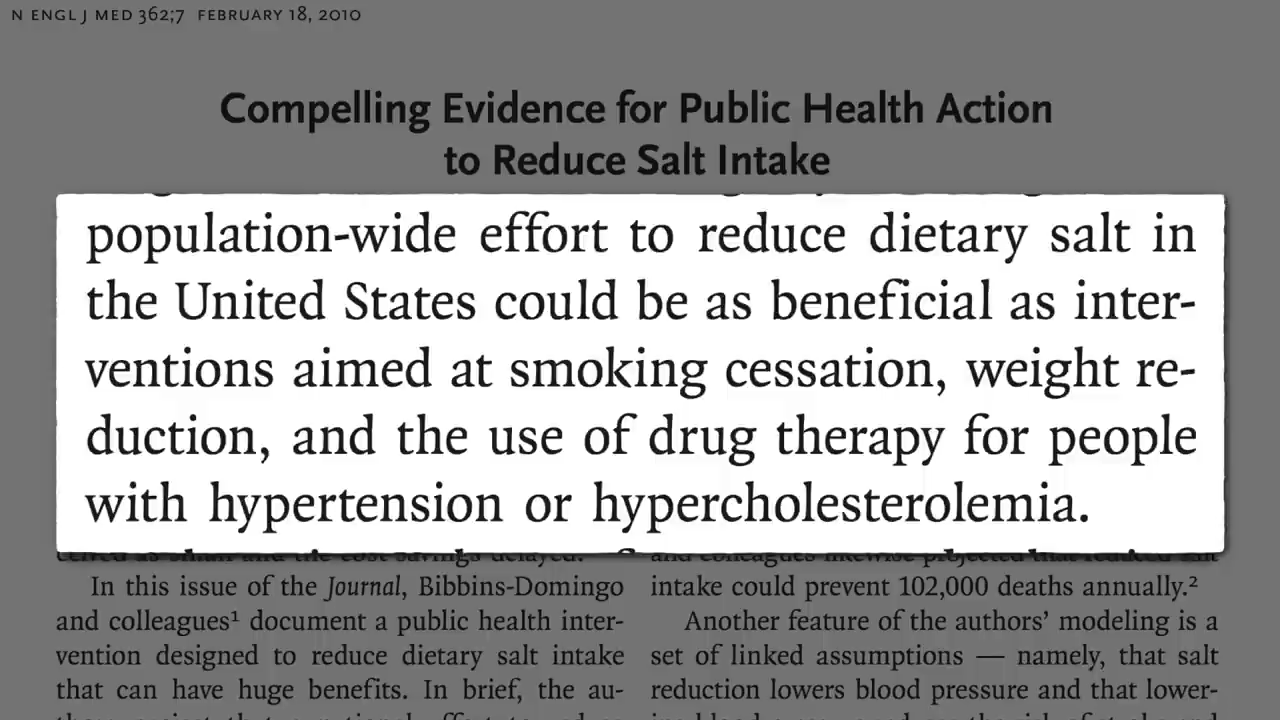 N ENGL J MED 362;7 FEBRUARY 18, 2010
Compelling Evidence for Public Health Action
to Reduce Salt Intake
population-wide effort to reduce dietary salt in
the United States could be as beneficial as inter-
ventions aimed at smoking cessation, weight re-
duction, and the use of drug therapy for people
with hypertension or hypercholesterolemia.
In this issue of the Journal, Bibbins-Domingo
and colleagues¹ document a public health inter-
vention designed to reduce dietary salt intake
that can have huge benefits. In brief, the au-
intake could prevent 102,000 deaths annually.²
Another feature of the authors’ modeling is a
set of linked assumptions — namely, that salt
reduction lowers blood pressure and that lower-